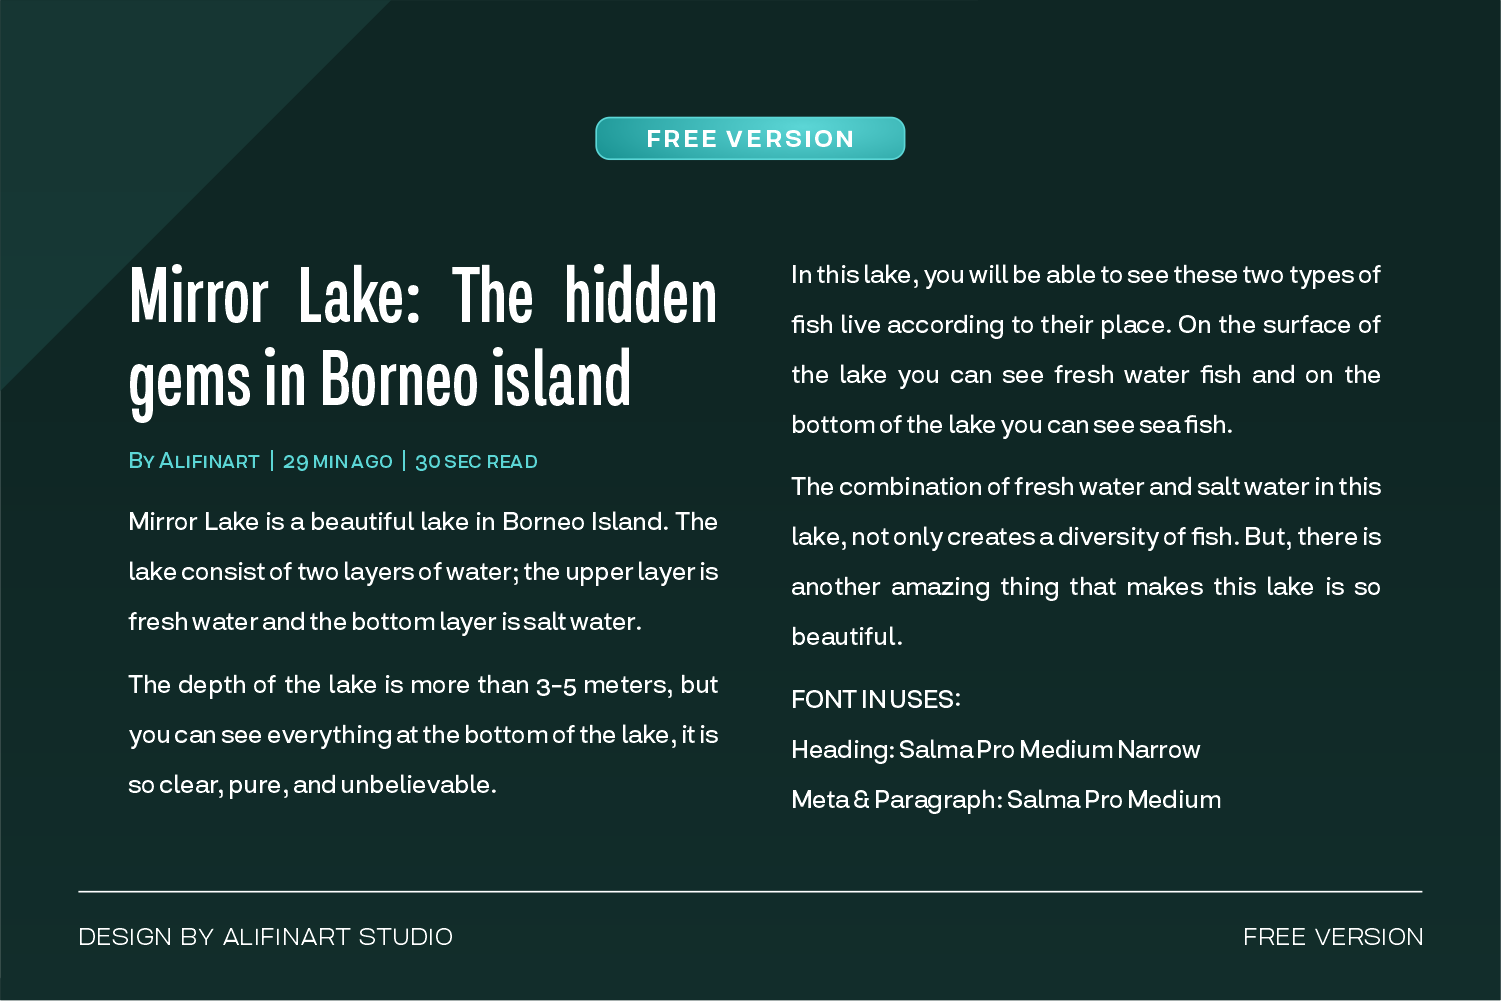 FREE VERSION
Mirror Lake: The hidden
gems in Borneo island
By Alifinart | 29 min ago | 30 sec read
Mirror Lake is a beautiful lake in Borneo Island. The
lake consist of two layers of water; the upper layer is
fresh water and the bottom layer is salt water.
The depth of the lake is more than 3-5 meters, but
you can see everything at the bottom of the lake, it is
so clear, pure, and unbelievable.
In this lake, you will be able to see these two types of
fish live according to their place. On the surface of
the lake you can see fresh water fish and on the
bottom of the lake you can see sea fish.
The combination of fresh water and salt water in this
lake, not only creates a diversity of fish. But, there is
another amazing thing that makes this lake is so
beautiful.
FONT IN USES:
Heading: Salma Pro Medium Narrow
Meta & Paragraph: Salma Pro Medium
DESIGN BY ALIFINART STUDIO
FREE VERSION